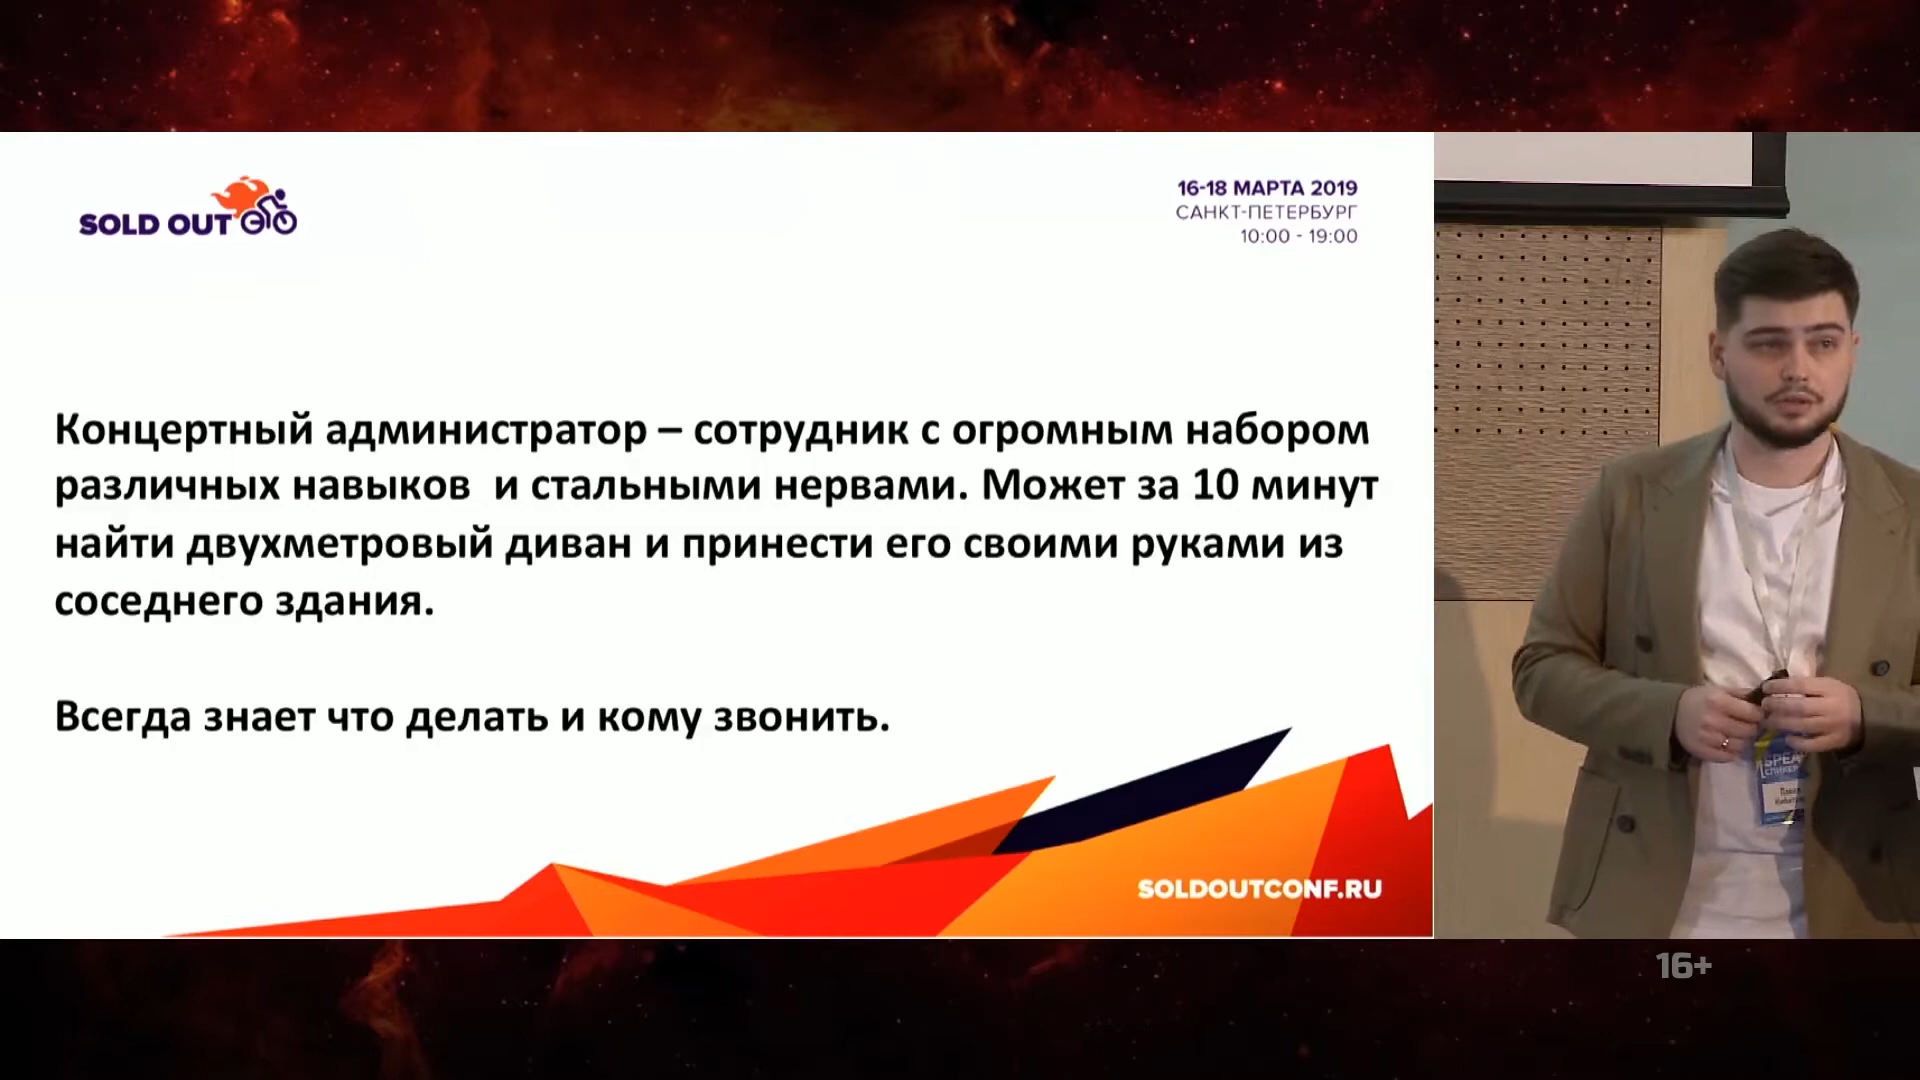 SOLD OUT
16-18 МАРТА 2019
САНКТ-ПЕТЕРБУРГ
10:00 - 19:00
Концертный администратор – сотрудник с огромным набором
различных навыков и стальными нервами. Может за 10 минут
найти двухметровый диван и принести его своими руками из
соседнего здания.
Всегда знает что делать и кому звонить.
SOLDOUTCONF.RU
16+